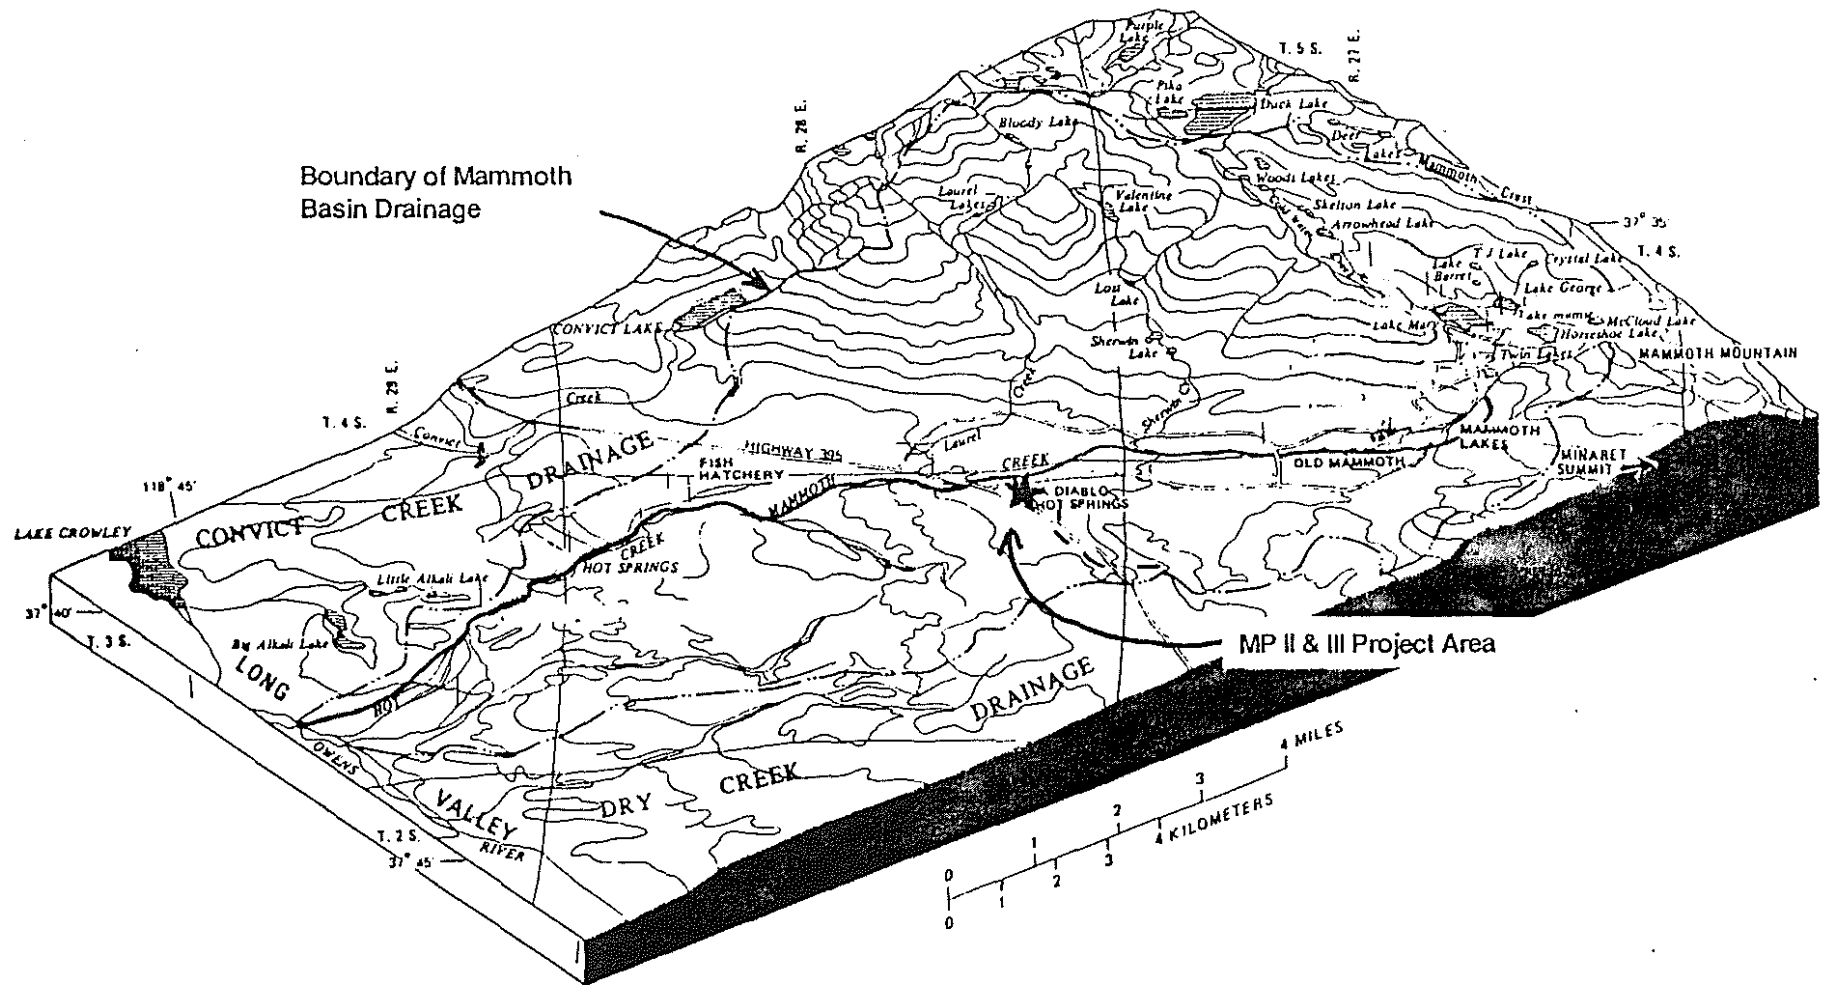 Purple
Lake
T. 5 S.
R. 27 E.
Pika
Lake
Duck Lake
R. 28 E.
Bloody Lake
Deer
Lakes
Mammoth
Crest
Boundary of Mammoth
Basin Drainage
Laurel
Lakes
Valentine
Lake
Woods Lakes
Skelton Lake
Cold Water
Creek
Arrowhead Lake
37° 35'
T. 4 S.
Lake
Barret
T J Lake
Crystal Lake
Lost
Lake
Lake George
CONVICT LAKE
Lake Mary
Lake mamie
McCloud Lake
Horseshoe Lake
Sherwin
Lake
Twin Lakes
MAMMOTH MOUNTAIN
R. 29 E.
T. 4 S.
Creek
Creek
Sherwin
Convict
DRAINAGE
HIGHWAY 395
Laurel
MAMMOTH
LAKES
FISH
HATCHERY
CREEK
OLD MAMMOTH
MINARET
SUMMIT
118° 45'
CONVICT
CREEK
MAMMOTH
A DIABLO
HOT SPRINGS
LAKE CROWLEY
CREEK
HOT SPRINGS
Little Alkali Lake
37° 40'
T. 3 S.
Big Alkali Lake
MP II & III Project Area
LONG
HOT
DRAINAGE
OWENS
CREEK
DRY
VALLEY
RIVER
T. 2 S.
37° 45'
0 1 2 3 4 MILES
0 1 2 3 4 KILOMETERS